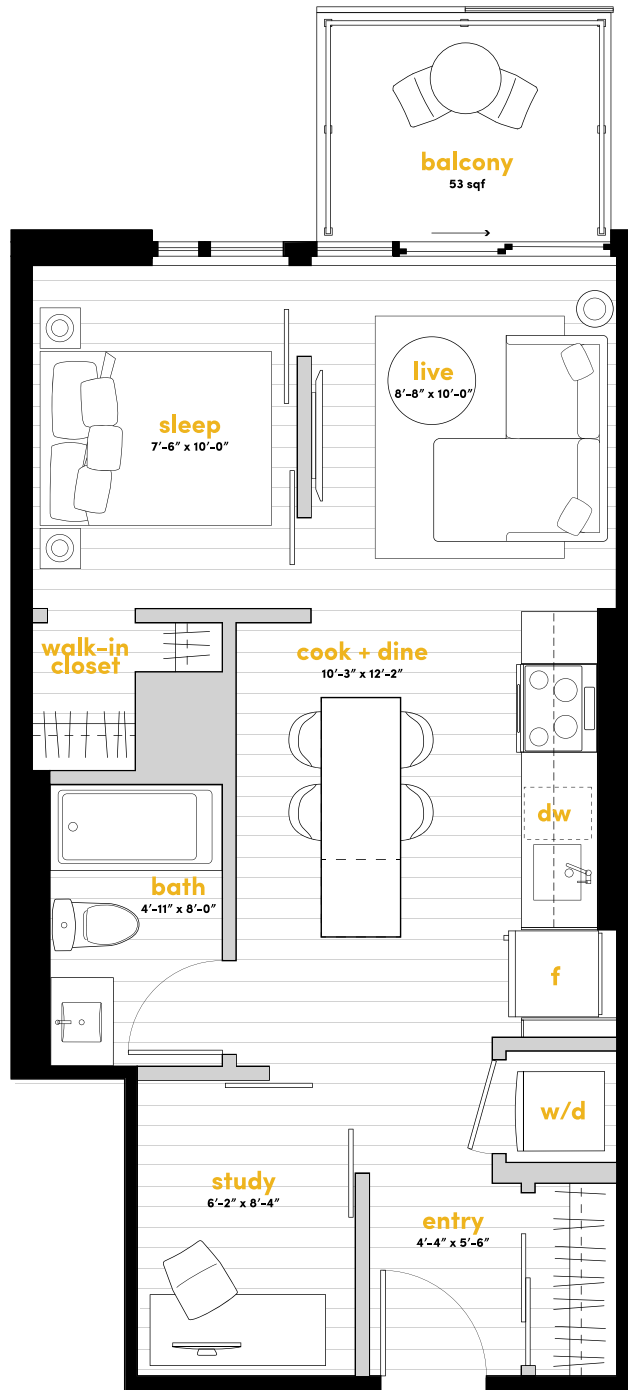 balcony
53 sqf
live
8’-8” x 10’-0”
sleep
7’-6” x 10’-0”
walk-in
closet
cook + dine
10’-3” x 12’-2”
dw
bath
4’-11” x 8’-0”
f
w/d
study
6’-2” x 8’-4”
entry
4’-4” x 5’-6”